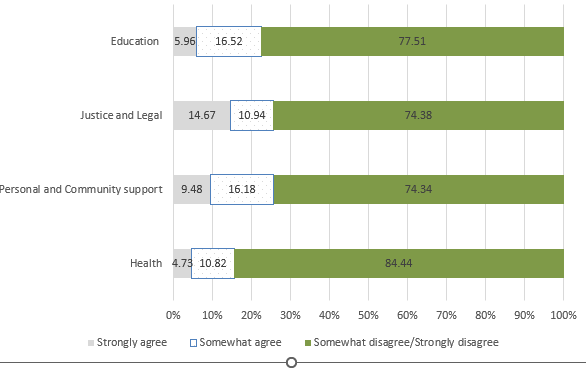 Education 5.96 16.52 77.51
Justice and Legal 14.67 10.94 74.38
Personal and Community support 9.48 16.18 74.34
Health 4.73 10.82 84.44
0% 10% 20% 30% 40% 50% 60% 70% 80% 90% 100%
Strongly agree Somewhat agree Somewhat disagree/Strongly disagree